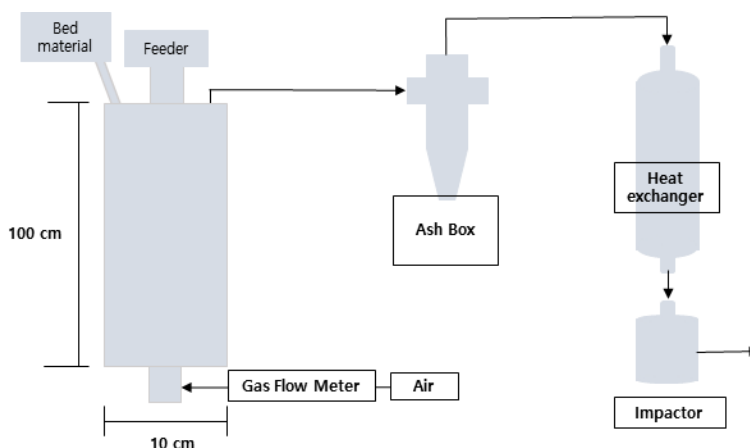 Bed
material
Feeder
100 cm
Ash Box
Heat
exchanger
Gas Flow Meter
Air
Impactor
10 cm